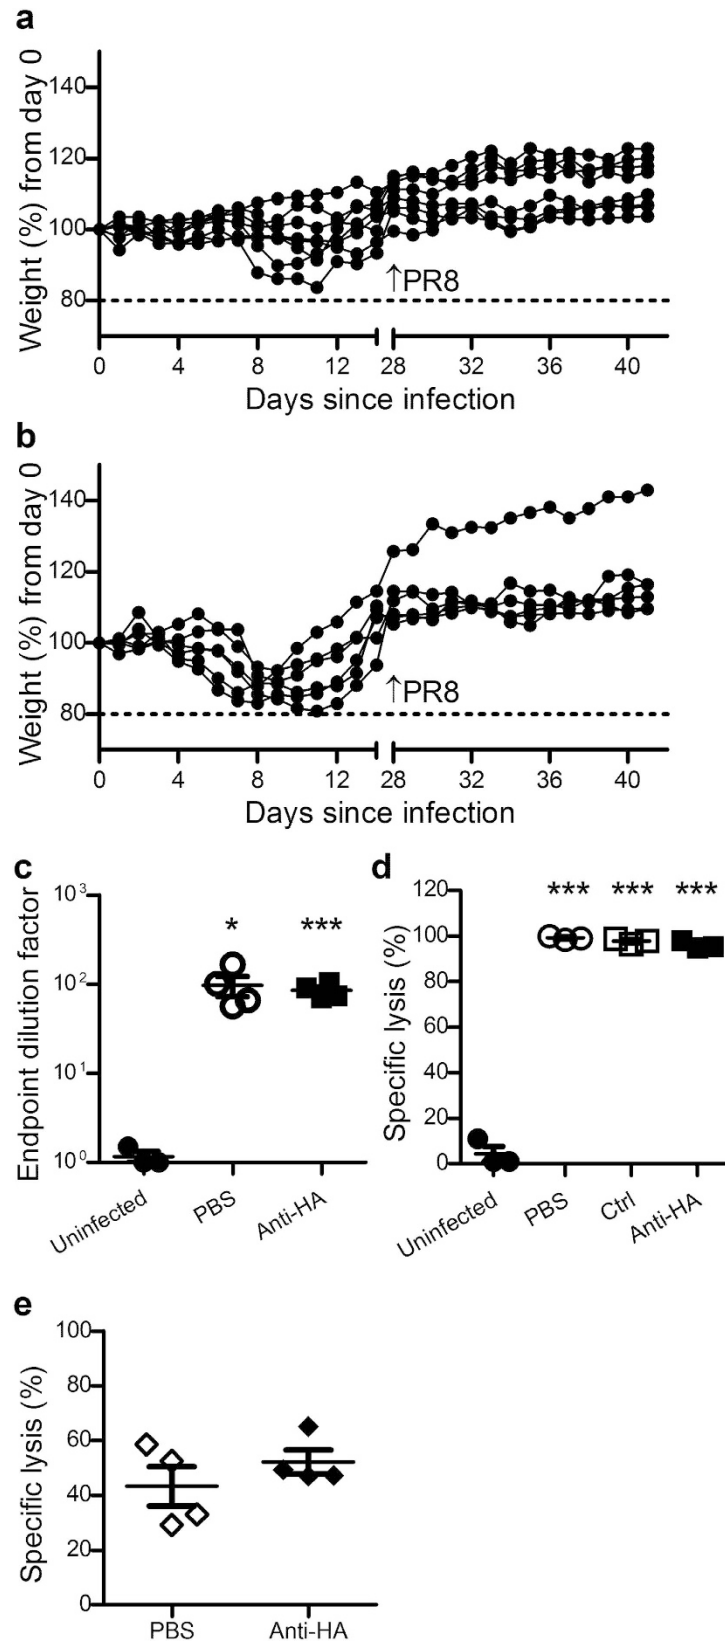 a
Weight (%) from day 0
140
120
100
80
↑PR8
0 4 8 12 28 32 36 40
Days since infection
b
Weight (%) from day 0
140
120
100
80
↑PR8
0 4 8 12 28 32 36 40
Days since infection
c
Endpoint dilution factor
10³
10²
10¹
10⁰
* ***
Uninfected PBS Anti-HA
d
Specific lysis (%)
120
100
80
60
40
20
0
*** *** ***
Uninfected PBS Ctrl Anti-HA
e
Specific lysis (%)
100
80
60
40
20
0
PBS Anti-HA